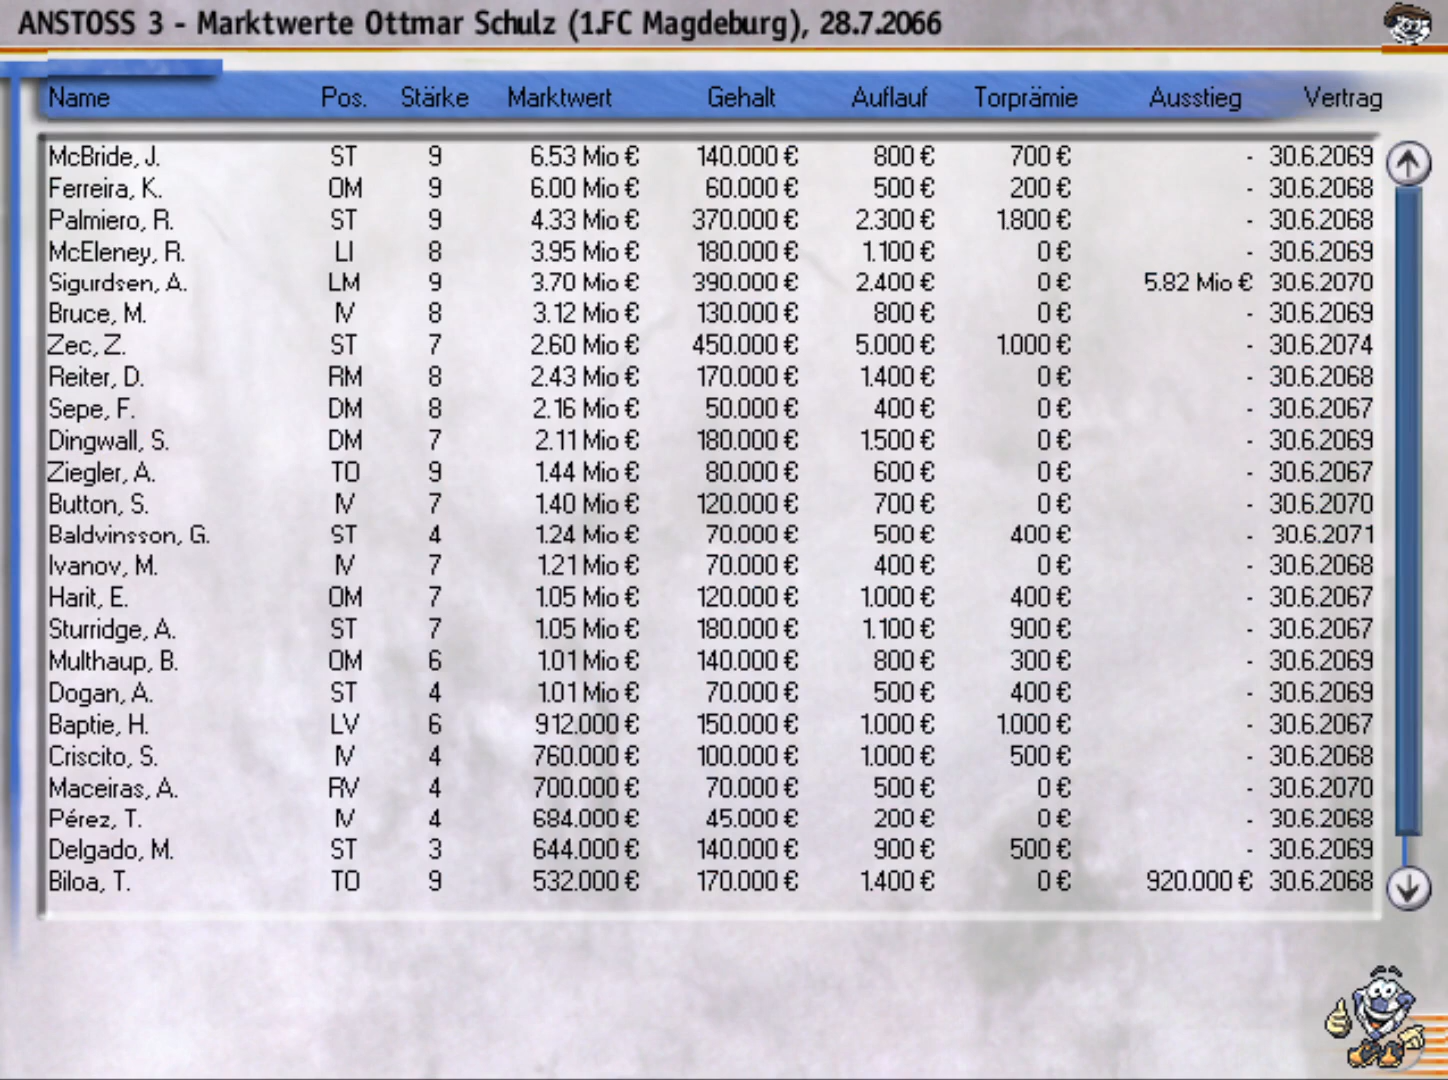 ANSTOSS 3 - Marktwerte Ottmar Schulz (1.FC Magdeburg), 28.7.2066
Name Pos. Stärke Marktwert Gehalt Auflauf Torprämie Ausstieg Vertrag
McBride, J. ST 9 6.53 Mio € 140.000 € 800 € 700 € - 30.6.2069
Ferreira, K. OM 9 6.00 Mio € 60.000 € 500 € 200 € - 30.6.2068
Palmiero, R. ST 9 4.33 Mio € 370.000 € 2.300 € 1.800 € - 30.6.2068
McEleney, R. LI 8 3.95 Mio € 180.000 € 1.100 € 0 € - 30.6.2069
Sigurdsen, A. LM 9 3.70 Mio € 390.000 € 2.400 € 0 € 5.82 Mio € 30.6.2070
Bruce, M. IV 8 3.12 Mio € 130.000 € 800 € 0 € - 30.6.2069
Zec, Z. ST 7 2.60 Mio € 450.000 € 5.000 € 1.000 € - 30.6.2074
Reiter, D. RM 8 2.43 Mio € 170.000 € 1.400 € 0 € - 30.6.2068
Sepe, F. DM 8 2.16 Mio € 50.000 € 400 € 0 € - 30.6.2067
Dingwall, S. DM 7 2.11 Mio € 180.000 € 1.500 € 0 € - 30.6.2069
Ziegler, A. TO 9 1.44 Mio € 80.000 € 600 € 0 € - 30.6.2067
Button, S. IV 7 1.40 Mio € 120.000 € 700 € 0 € - 30.6.2070
Baldvinsson, G. ST 4 1.24 Mio € 70.000 € 500 € 400 € - 30.6.2071
Ivanov, M. IV 7 1.21 Mio € 70.000 € 400 € 0 € - 30.6.2068
Harit, E. OM 7 1.05 Mio € 120.000 € 1.000 € 400 € - 30.6.2067
Sturridge, A. ST 7 1.05 Mio € 180.000 € 1.100 € 900 € - 30.6.2067
Multhaup, B. OM 6 1.01 Mio € 140.000 € 800 € 300 € - 30.6.2069
Dogan, A. ST 4 1.01 Mio € 70.000 € 500 € 400 € - 30.6.2069
Baptie, H. LV 6 912.000 € 150.000 € 1.000 € 1.000 € - 30.6.2067
Criscito, S. IV 4 760.000 € 100.000 € 1.000 € 500 € - 30.6.2068
Maceiras, A. RV 4 700.000 € 70.000 € 500 € 0 € - 30.6.2070
Pérez, T. IV 4 684.000 € 45.000 € 200 € 0 € - 30.6.2068
Delgado, M. ST 3 644.000 € 140.000 € 900 € 500 € - 30.6.2069
Biloa, T. TO 9 532.000 € 170.000 € 1.400 € 0 € 920.000 € 30.6.2068